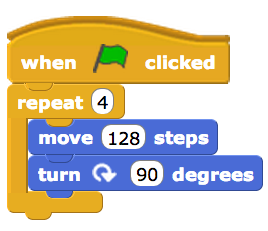 when clicked
repeat 4
move 128 steps
turn 90 degrees